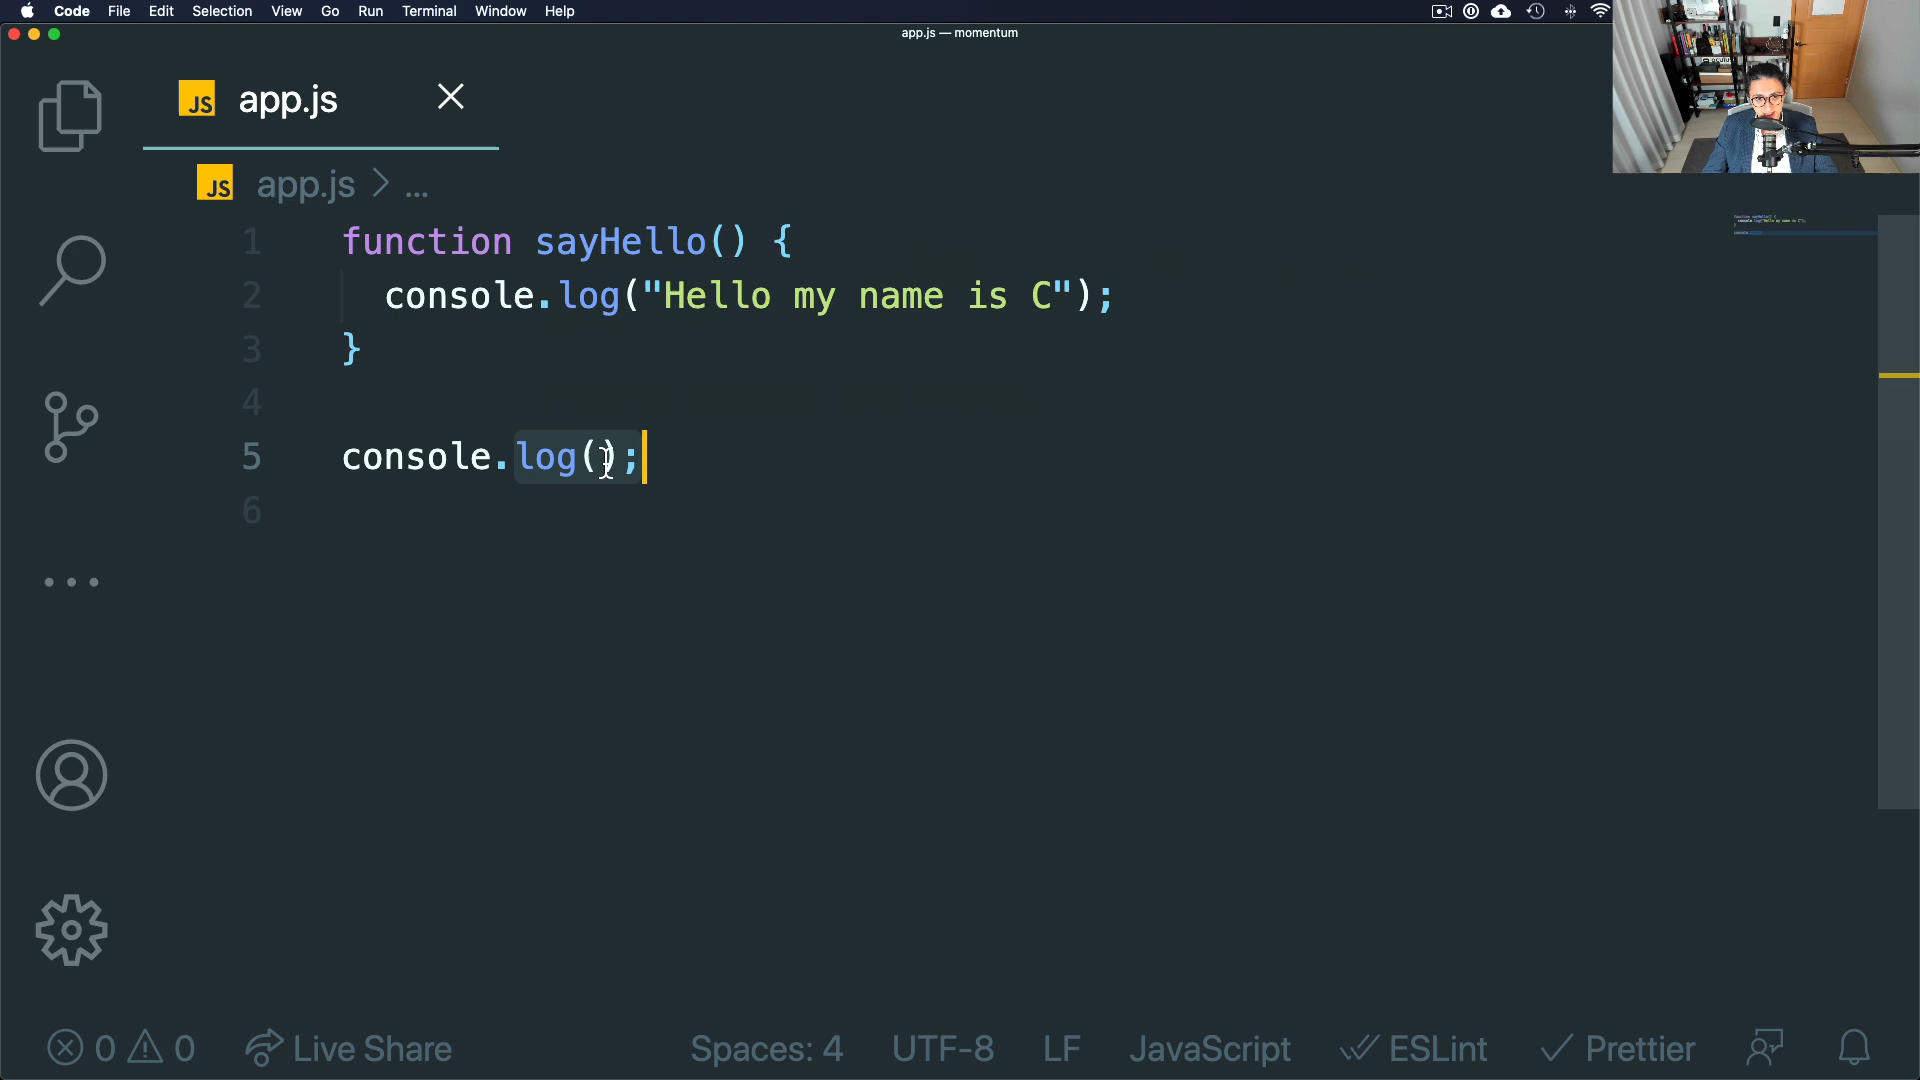 Code File Edit Selection View Go Run Terminal Window Help
app.js — momentum
JS app.js
JS app.js > ...
1 function sayHello() {
2 console.log("Hello my name is C");
3 }
4
5 console.log();
6
0 0 Live Share Spaces: 4 UTF-8 LF JavaScript ESLint Prettier